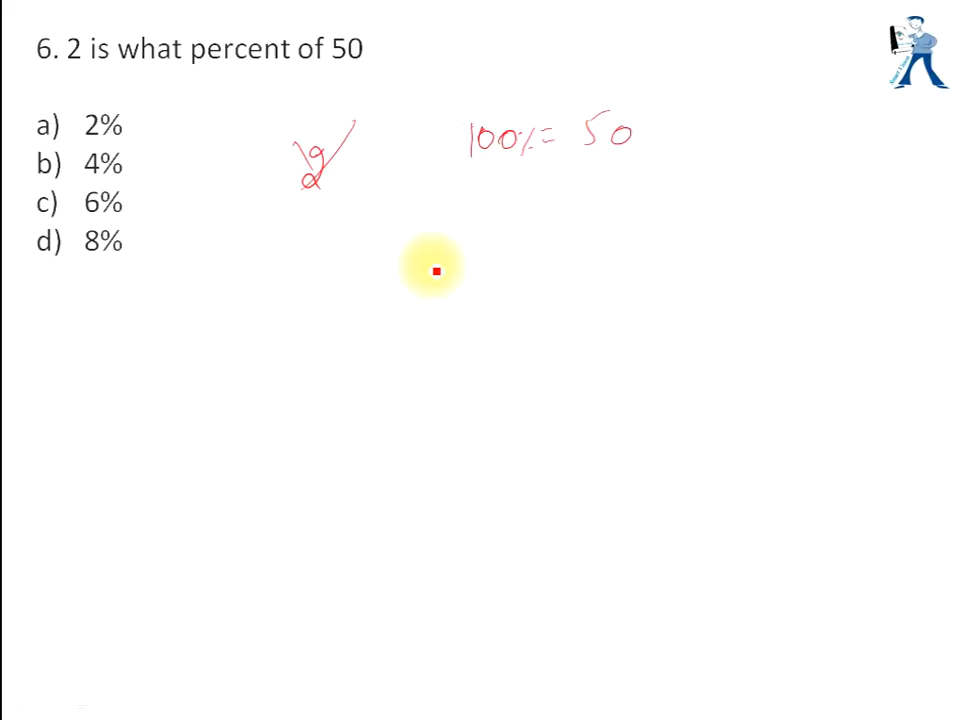 6. 2 is what percent of 50
a) 2%
b) 4%
c) 6%
d) 8%
100% = 50